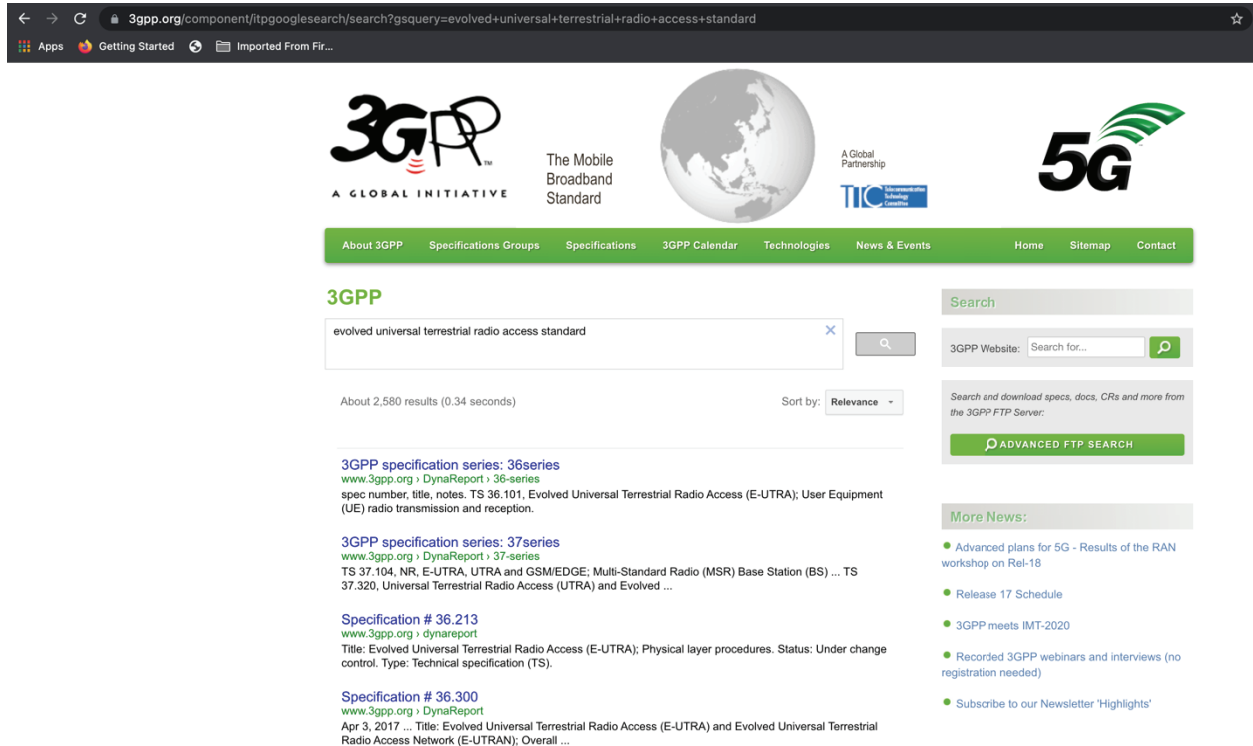 3gpp.org/component/itpgooglesearch/search?gsquery=evolved+universal+terrestrial+radio+access+standard
Apps Getting Started Imported From Fir...
3GPP
TM
A GLOBAL INITIATIVE
The Mobile
Broadband
Standard
A Global
Partnership
TTC Telecommunication
Technology
Committee
5G
About 3GPP Specifications Groups Specifications 3GPP Calendar Technologies News & Events Home Sitemap Contact
3GPP
evolved universal terrestrial radio access standard
About 2,580 results (0.34 seconds) Sort by: Relevance
3GPP specification series: 36series
www.3gpp.org › DynaReport › 36-series
spec number, title, notes. TS 36.101, Evolved Universal Terrestrial Radio Access (E-UTRA); User Equipment
(UE) radio transmission and reception.
3GPP specification series: 37series
www.3gpp.org › DynaReport › 37-series
TS 37.104, NR, E-UTRA, UTRA and GSM/EDGE; Multi-Standard Radio (MSR) Base Station (BS) ... TS
37.320, Universal Terrestrial Radio Access (UTRA) and Evolved ...
Specification # 36.213
www.3gpp.org › dynareport
Title: Evolved Universal Terrestrial Radio Access (E-UTRA); Physical layer procedures. Status: Under change
control. Type: Technical specification (TS).
Specification # 36.300
www.3gpp.org › DynaReport
Apr 3, 2017 ... Title: Evolved Universal Terrestrial Radio Access (E-UTRA) and Evolved Universal Terrestrial
Radio Access Network (E-UTRAN); Overall ...
Search
3GPP Website: Search for...
Search and download specs, docs, CRs and more from
the 3GPP FTP Server:
ADVANCED FTP SEARCH
More News:
Advanced plans for 5G - Results of the RAN
workshop on Rel-18
Release 17 Schedule
3GPP meets IMT-2020
Recorded 3GPP webinars and interviews (no
registration needed)
Subscribe to our Newsletter 'Highlights'